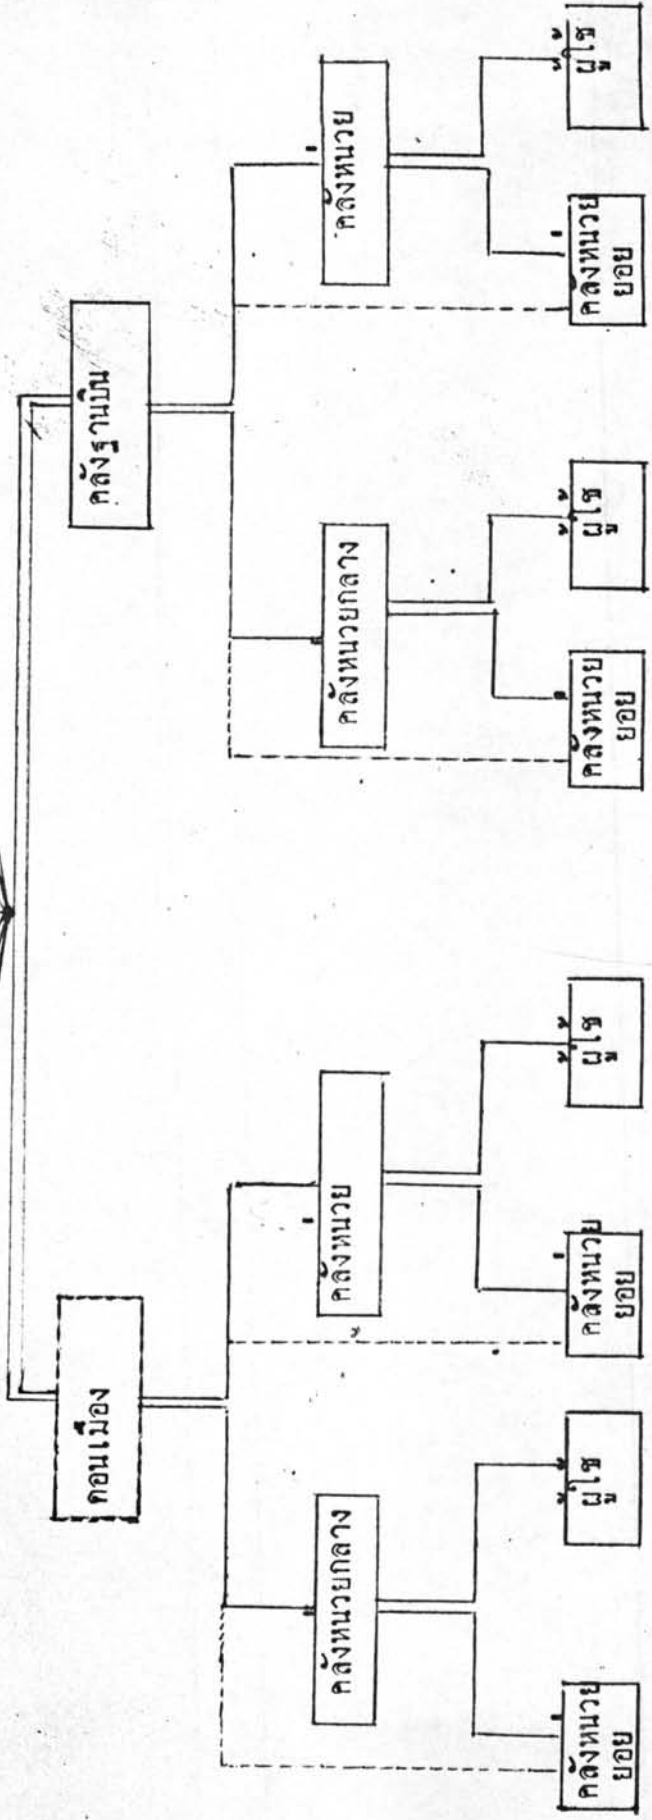 ดอนเมือง
คลังฐานบิน
คลังหน่วยกลาง
คลังหน่วย
คลังหน่วยกลาง
คลังหน่วย
คลังหน่วย
ย่อย
ผู้ใช้
คลังหน่วย
ย่อย
ผู้ใช้
คลังหน่วย
ย่อย
ผู้ใช้
คลังหน่วย
ย่อย
ผู้ใช้